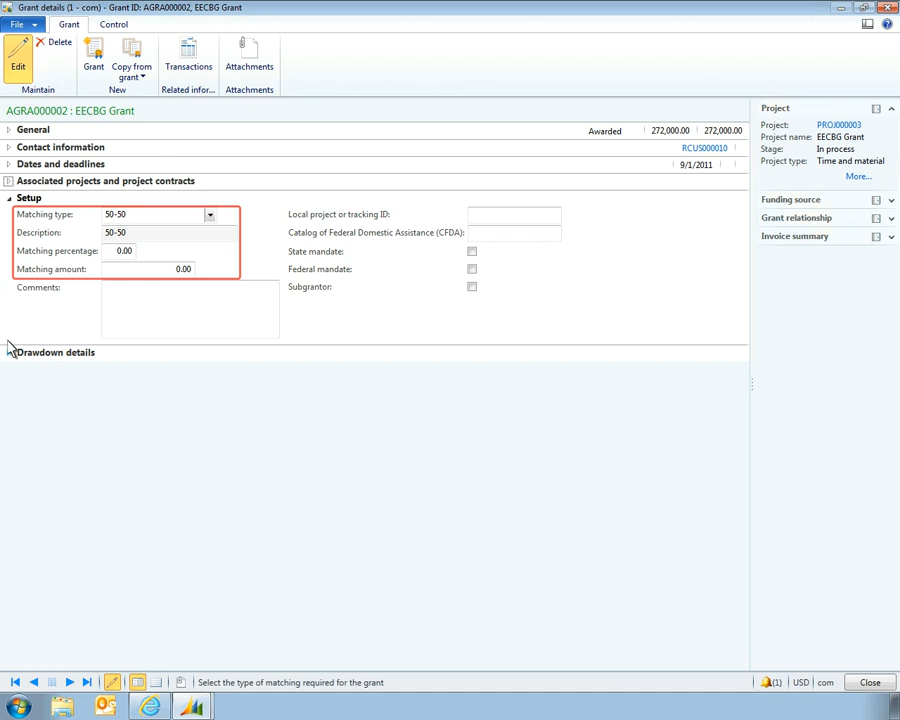 Grant details (1 - com) - Grant ID: AGRA000002, EECBG Grant
File Grant Control
Edit
Delete
Grant
Copy from grant
Transactions
Attachments
Maintain New Related infor... Attachments
AGRA000002 : EECBG Grant
General Awarded 272,000.00 272,000.00
Contact information RCUS000010
Dates and deadlines 9/1/2011
Associated projects and project contracts
Setup
Matching type: 50-50
Description: 50-50
Matching percentage: 0.00
Matching amount: 0.00
Comments:
Local project or tracking ID:
Catalog of Federal Domestic Assistance (CFDA):
State mandate:
Federal mandate:
Subgrantor:
Drawdown details
Project
Project: PROJ000003
Project name: EECBG Grant
Stage: In process
Project type: Time and material
More...
Funding source
Grant relationship
Invoice summary
Select the type of matching required for the grant
(1) USD com Close